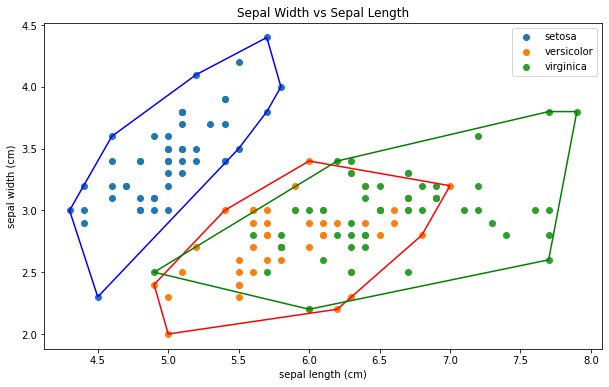 Sepal Width vs Sepal Length
setosa
versicolor
virginica
sepal width (cm)
4.5
4.0
3.5
3.0
2.5
2.0
4.5 5.0 5.5 6.0 6.5 7.0 7.5 8.0
sepal length (cm)